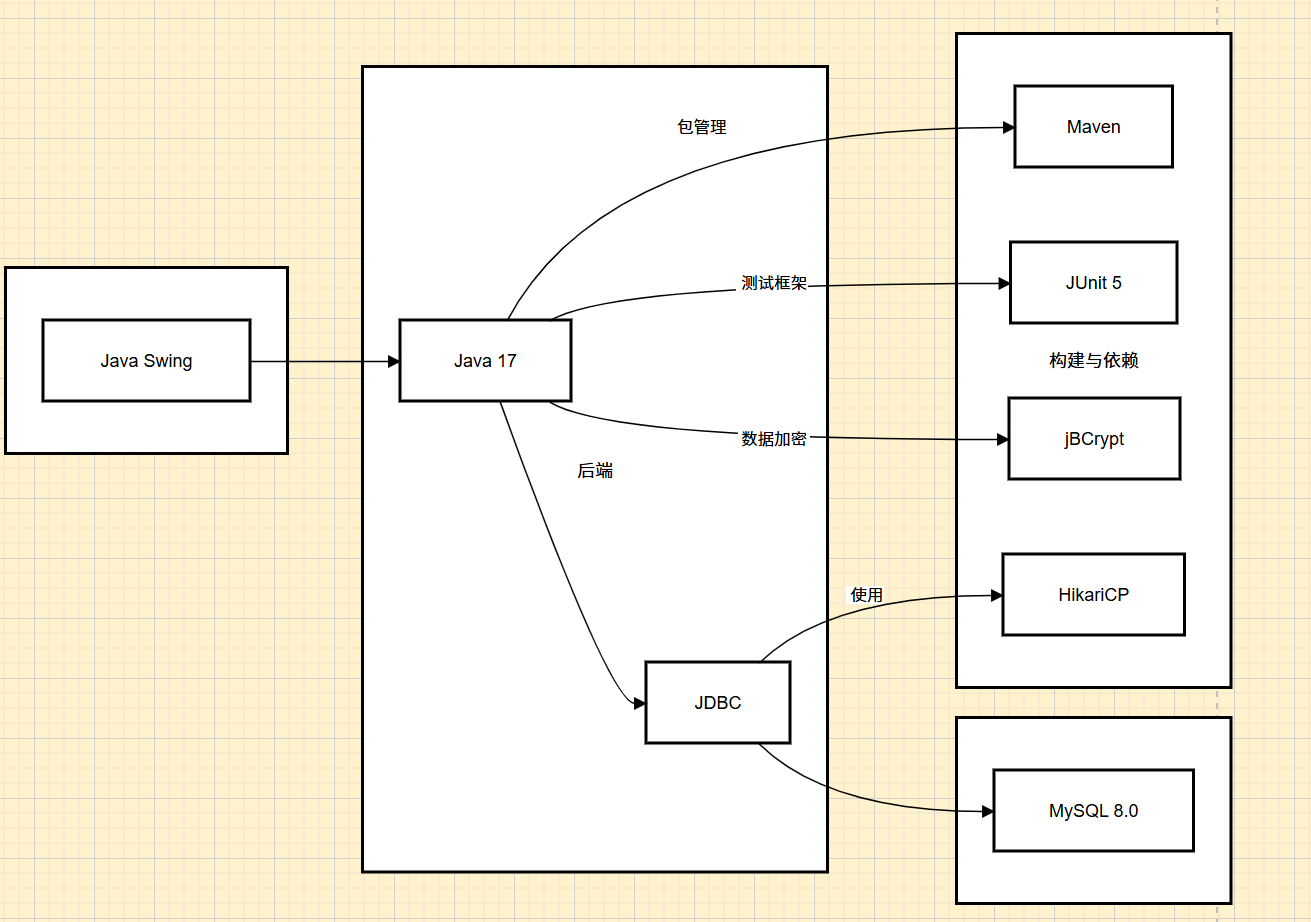 包管理
Maven
测试框架
JUnit 5
Java Swing
Java 17
构建与依赖
数据加密
jBCrypt
后端
使用
HikariCP
JDBC
MySQL 8.0